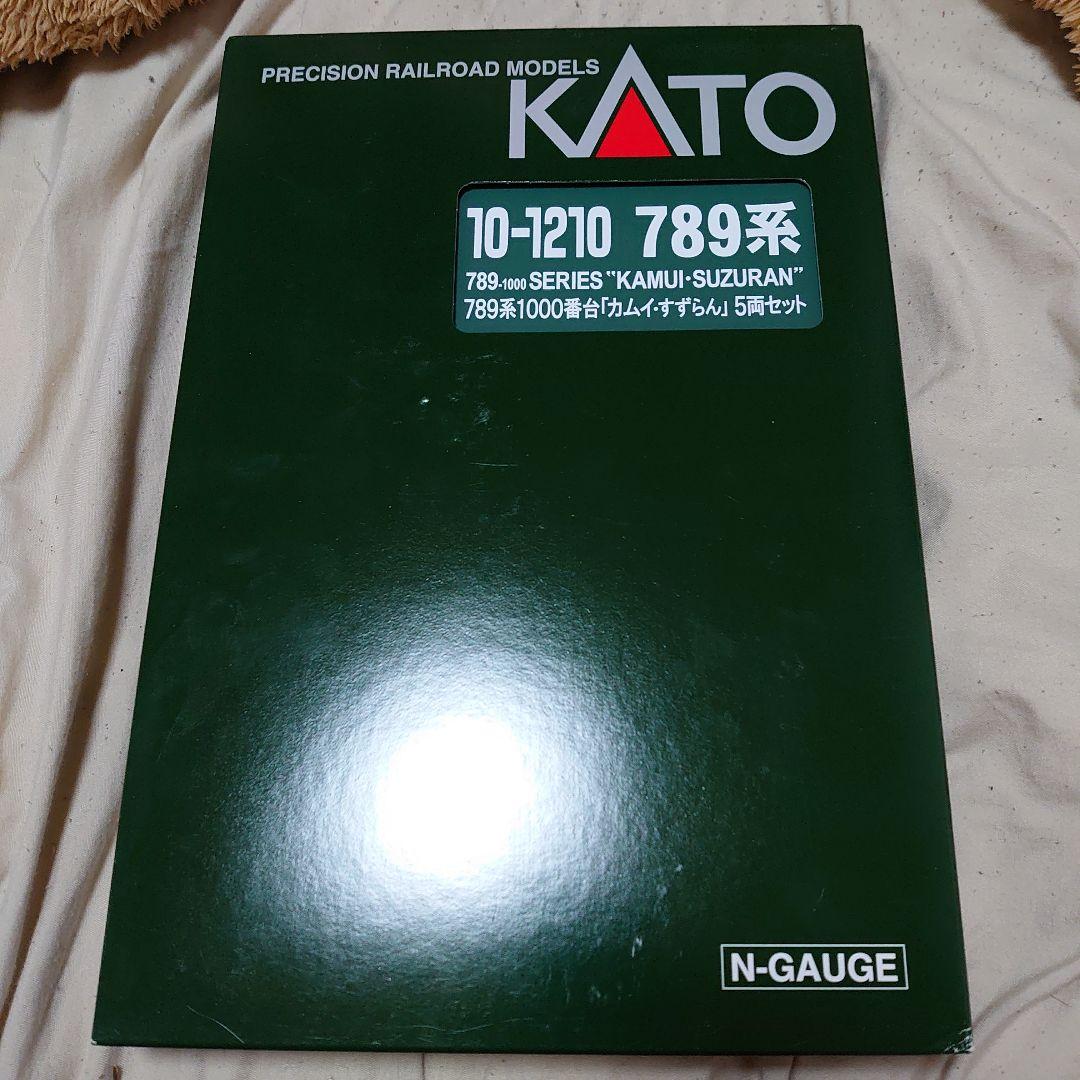 PRECISION RAILROAD MODELS
KATO
10-1210 789系
789-1000 SERIES “KAMUI・SUZURAN”
789系1000番台「カムイ・すずらん」5両セット
N-GAUGE